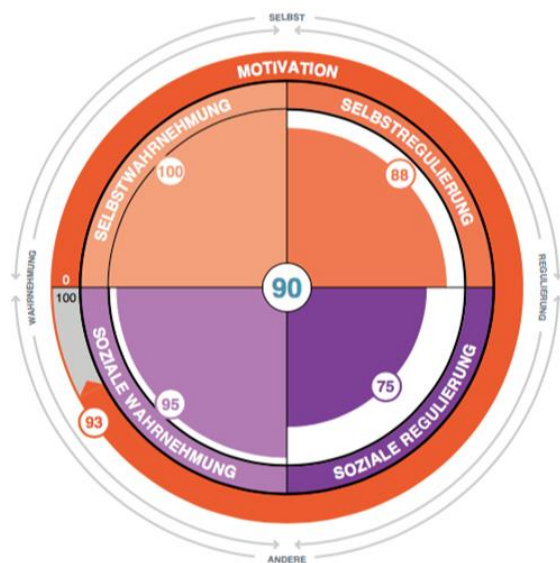 SELBST
MOTIVATION
SELBSTWAHRNEHMUNG
SELBSTREGULIERUNG
100
88
WAHRNEHMUNG
REGULIERUNG
0
100
90
95
75
93
SOZIALE WAHRNEHMUNG
SOZIALE REGULIERUNG
ANDERE